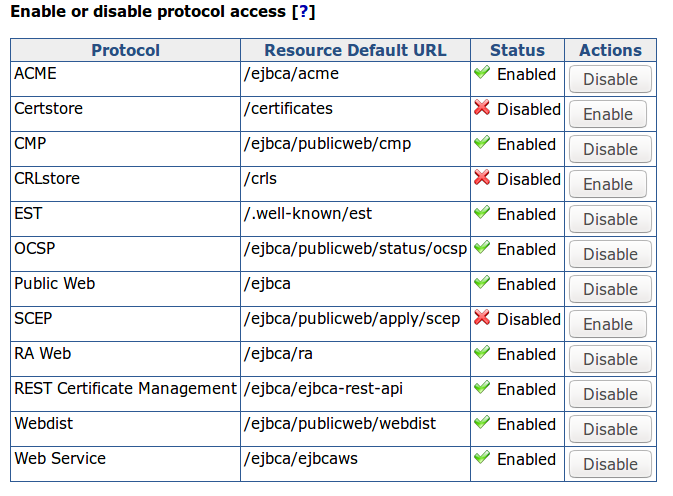 Enable or disable protocol access [?]
Protocol Resource Default URL Status Actions
ACME /ejbca/acme Enabled Disable
Certstore /certificates Disabled Enable
CMP /ejbca/publicweb/cmp Enabled Disable
CRLstore /crls Disabled Enable
EST /.well-known/est Enabled Disable
OCSP /ejbca/publicweb/status/ocsp Enabled Disable
Public Web /ejbca Enabled Disable
SCEP /ejbca/publicweb/apply/scep Disabled Enable
RA Web /ejbca/ra Enabled Disable
REST Certificate Management /ejbca/ejbca-rest-api Enabled Disable
Webdist /ejbca/publicweb/webdist Enabled Disable
Web Service /ejbca/ejbcaws Enabled Disable